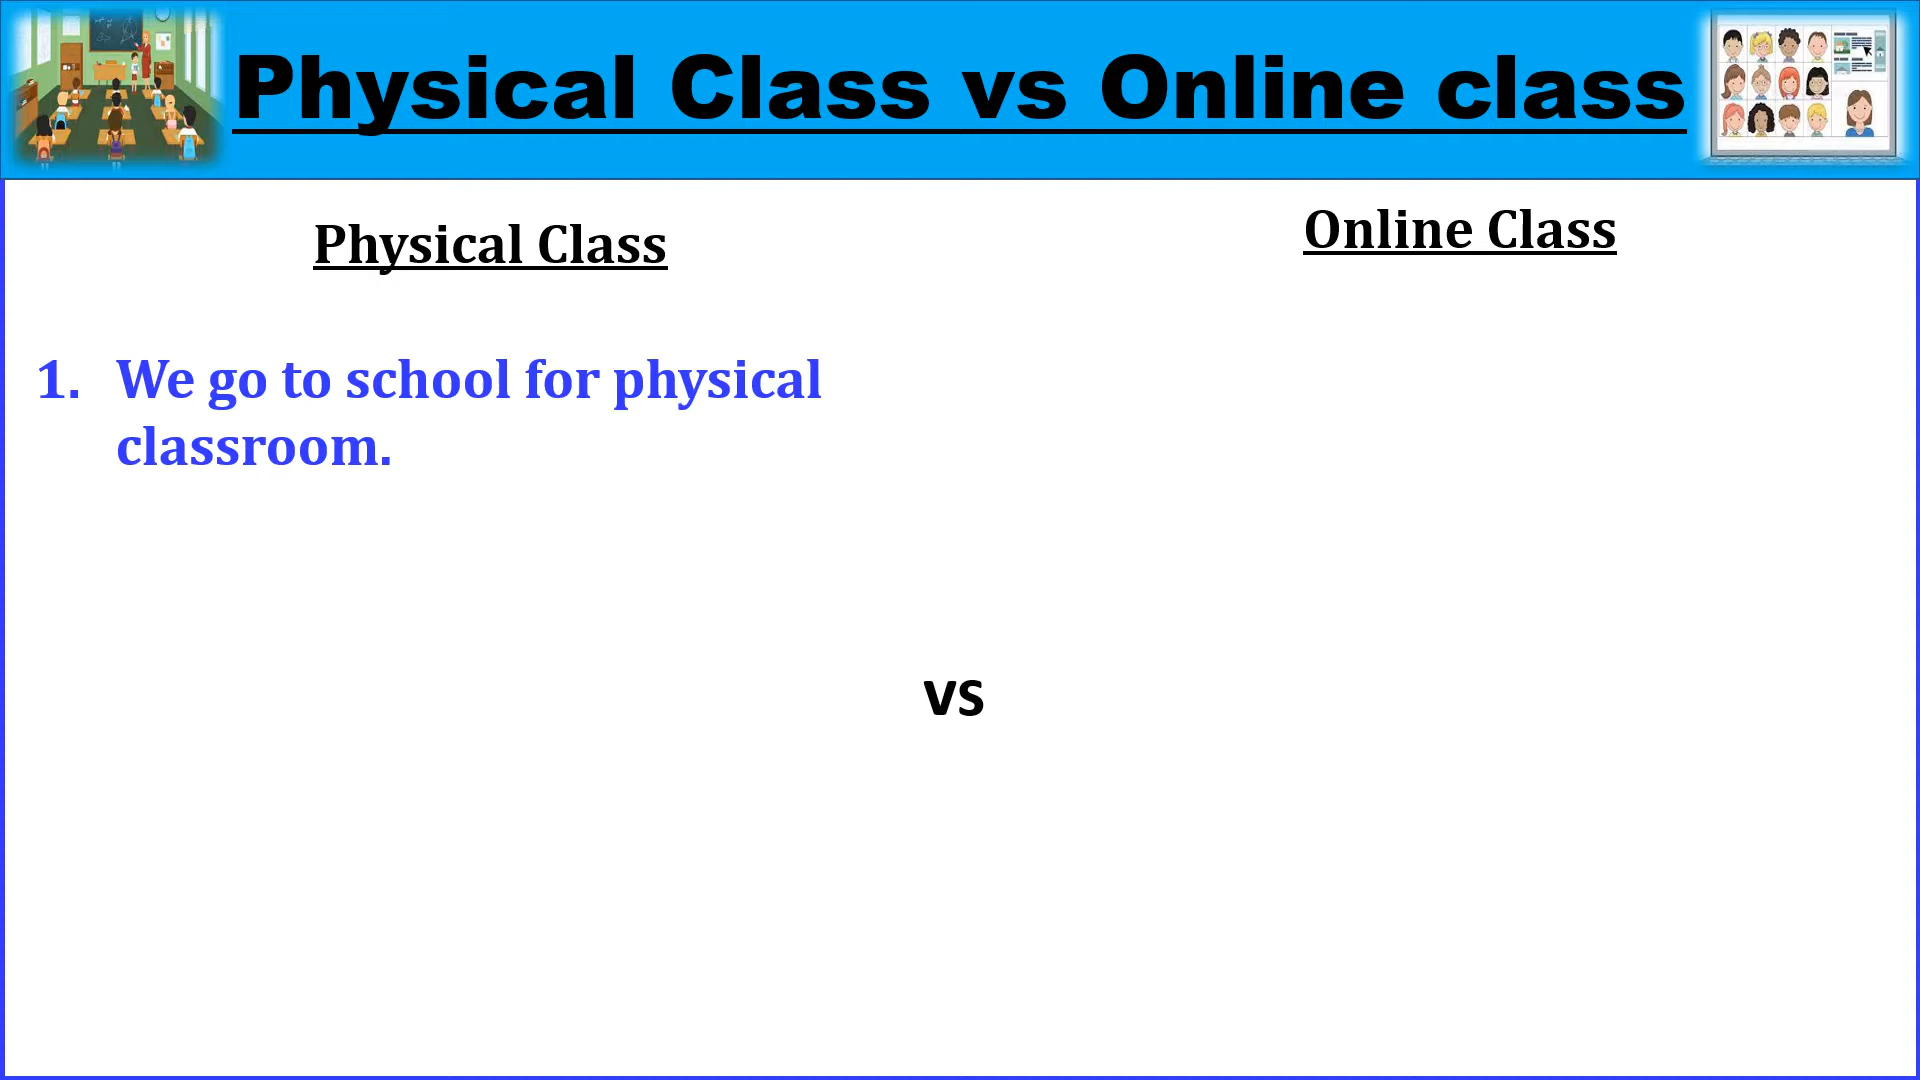 Physical Class vs Online class
Physical Class
Online Class
1. We go to school for physical
classroom.
vs